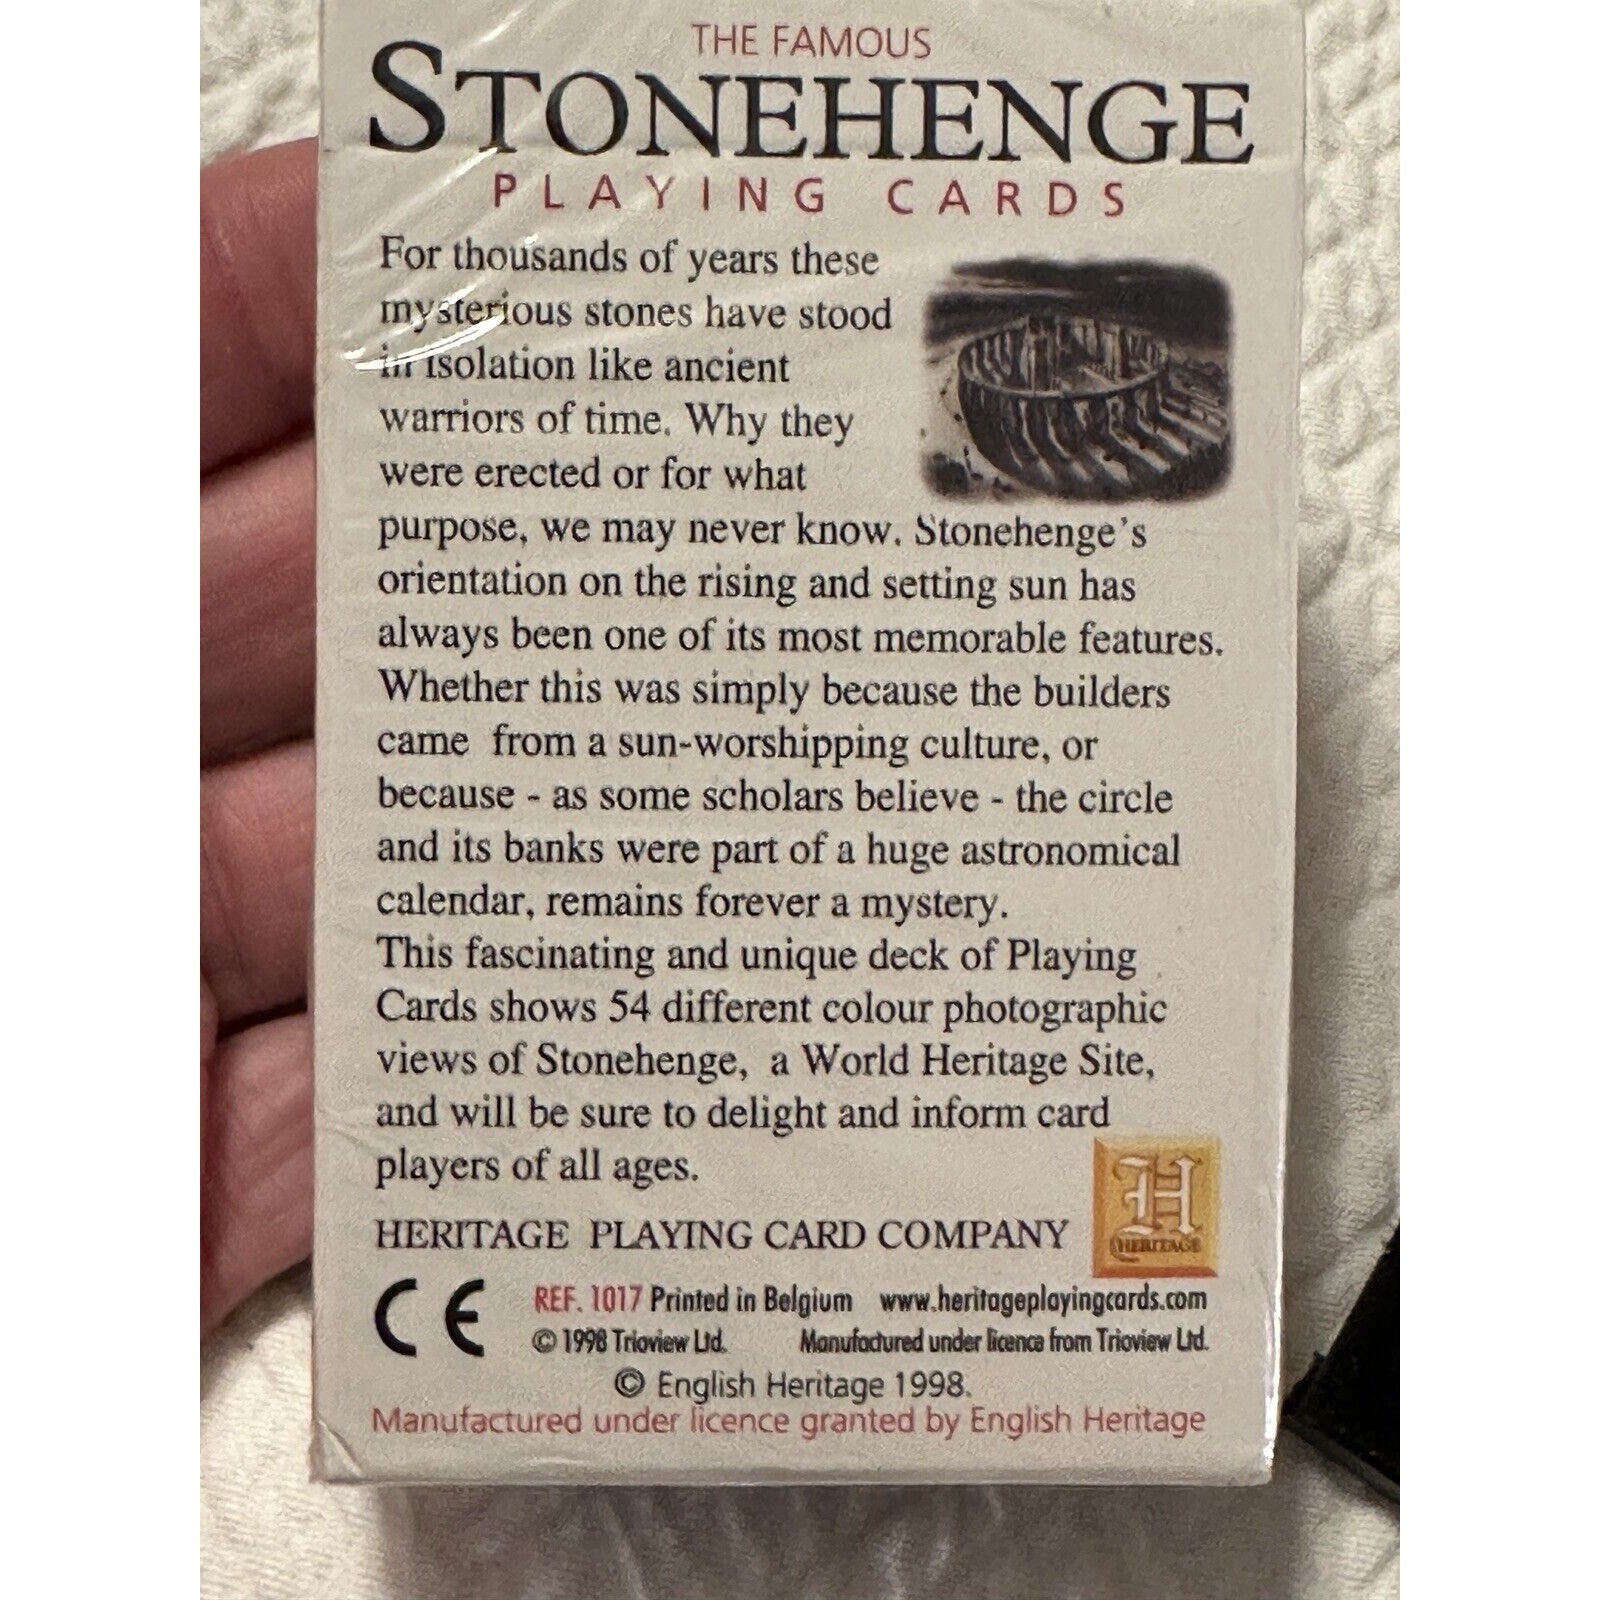 THE FAMOUS
STONEHENGE
PLAYING CARDS
For thousands of years these
mysterious stones have stood
in isolation like ancient
warriors of time. Why they
were erected or for what
purpose, we may never know. Stonehenge's
orientation on the rising and setting sun has
always been one of its most memorable features.
Whether this was simply because the builders
came from a sun-worshipping culture, or
because - as some scholars believe - the circle
and its banks were part of a huge astronomical
calendar, remains forever a mystery.
This fascinating and unique deck of Playing
Cards shows 54 different colour photographic
views of Stonehenge, a World Heritage Site,
and will be sure to delight and inform card
players of all ages.
HERITAGE PLAYING CARD COMPANY
H
HERITAGE
CE
REF. 1017 Printed in Belgium www.heritageplayingcards.com
© 1998 Trioview Ltd. Manufactured under licence from Trioview Ltd.
© English Heritage 1998.
Manufactured under licence granted by English Heritage